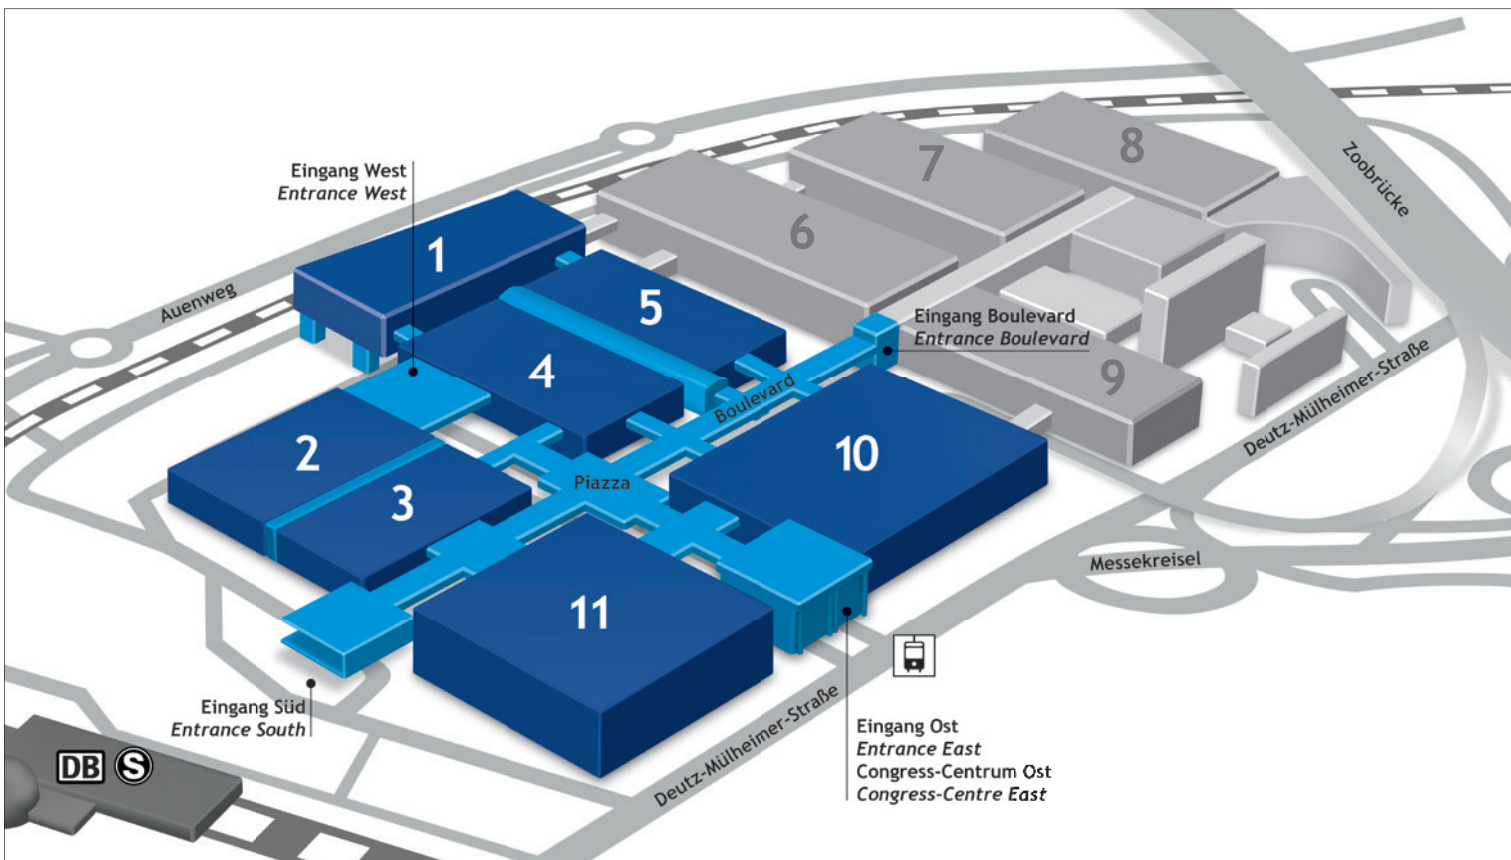 8
7
Zoobrücke
Eingang West
Entrance West
6
1
Auenweg
5
Eingang Boulevard
Entrance Boulevard
4
9
Boulevard
Deutz-Mülheimer-Straße
2
10
Piazza
3
Messekreisel
11
Eingang Süd
Entrance South
Deutz-Mülheimer-Straße
Eingang Ost
Entrance East
Congress-Centrum Ost
Congress-Centre East
DB S